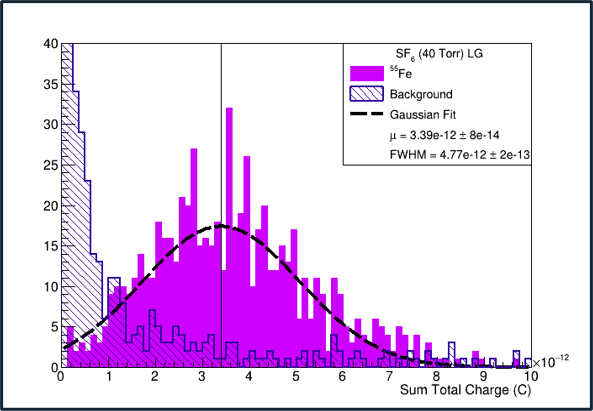 SF6 (40 Torr) LG
55Fe
Background
Gaussian Fit
μ = 3.39e-12 ± 8e-14
FWHM = 4.77e-12 ± 2e-13
40
35
30
25
20
15
10
5
0
0 1 2 3 4 5 6 7 8 9 10
×10−12
Sum Total Charge (C)